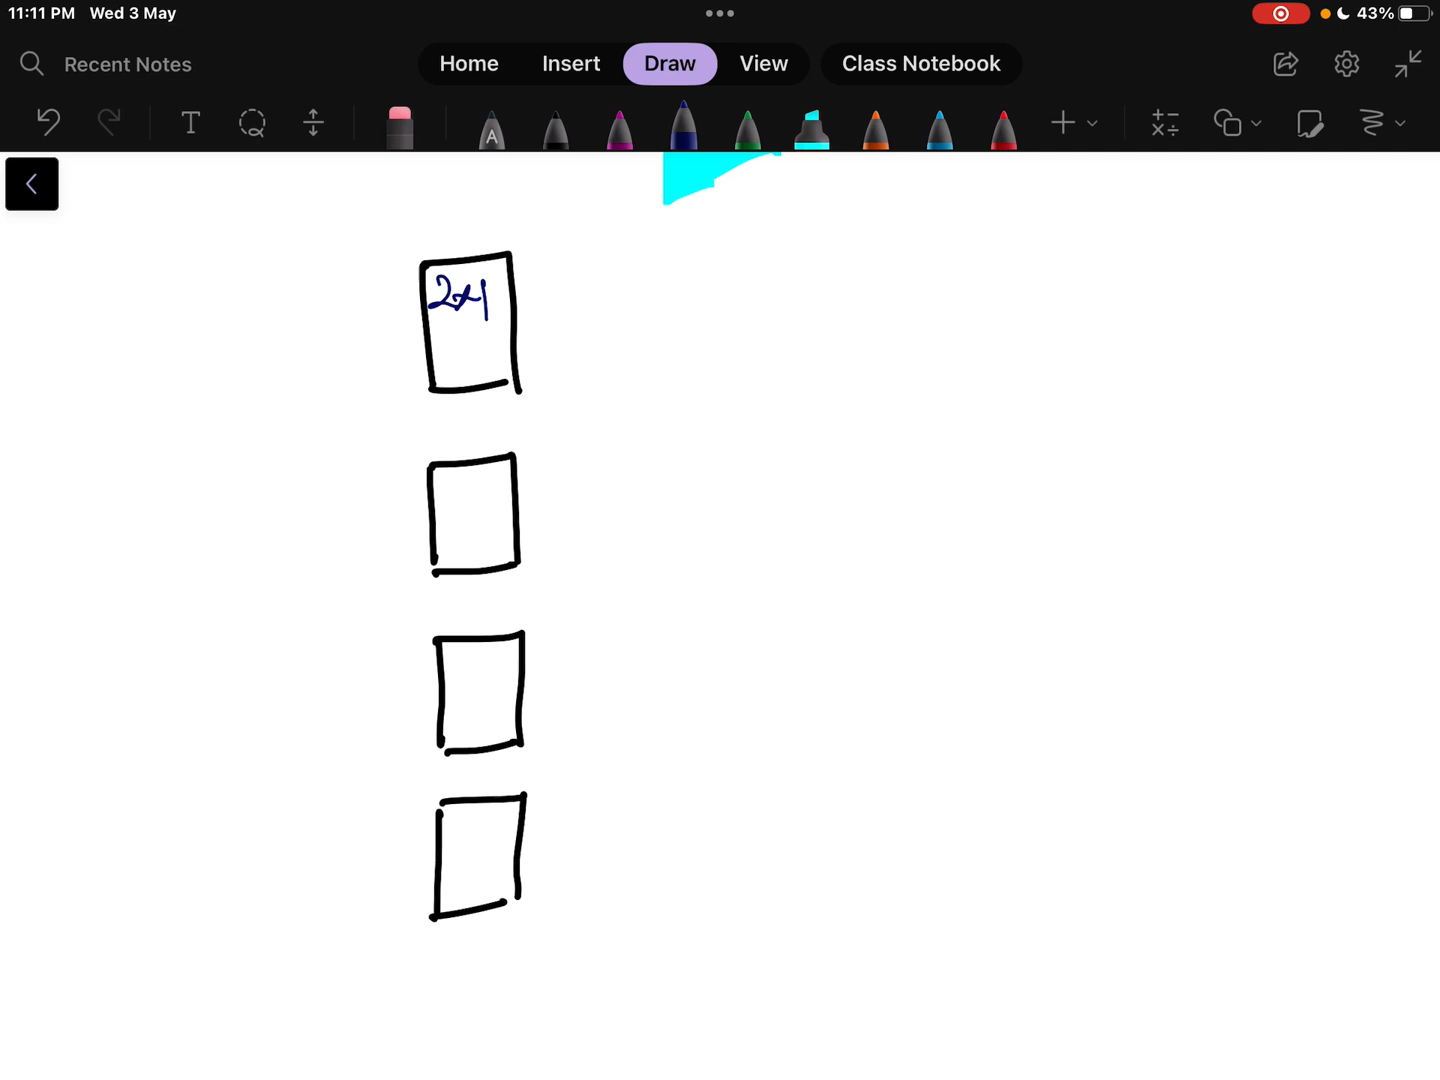 11:11 PM Wed 3 May
43%
Recent Notes
Home Insert Draw View Class Notebook
T
A
2x1